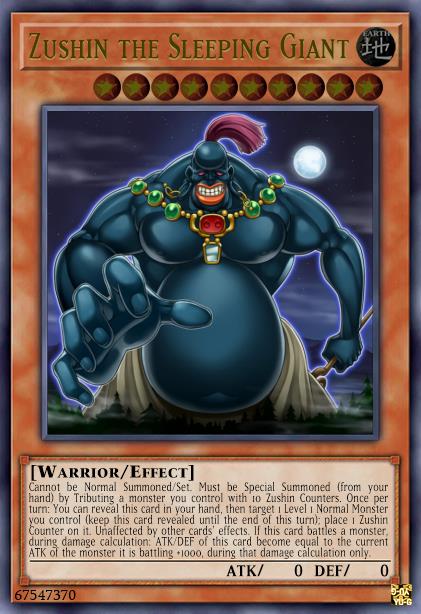 ZUSHIN THE SLEEPING GIANT
EARTH
地
[WARRIOR/EFFECT]
Cannot be Normal Summoned/Set. Must be Special Summoned (from your
hand) by Tributing a monster you control with 10 Zushin Counters. Once per
turn: You can reveal this card in your hand, then target 1 Level 1 Normal Monster
you control (keep this card revealed until the end of this turn); place 1 Zushin
Counter on it. Unaffected by other cards' effects. If this card battles a monster,
during damage calculation: ATK/DEF of this card become equal to the current
ATK of the monster it is battling +1000, during that damage calculation only.
ATK/ 0 DEF/ 0
67547370